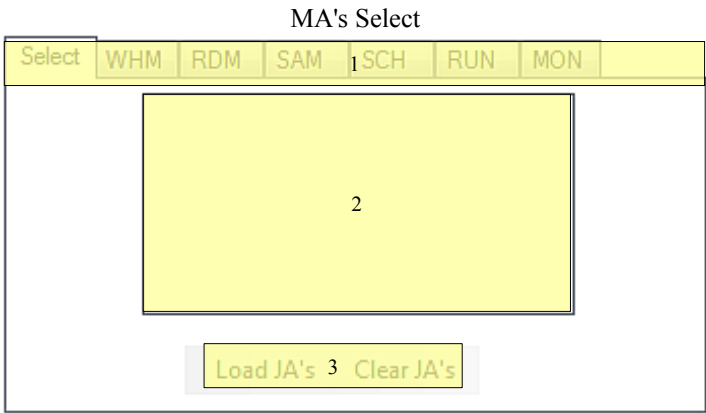 MA's Select
Select WHM RDM SAM 1 SCH RUN MON
2
Load JA's 3 Clear JA's